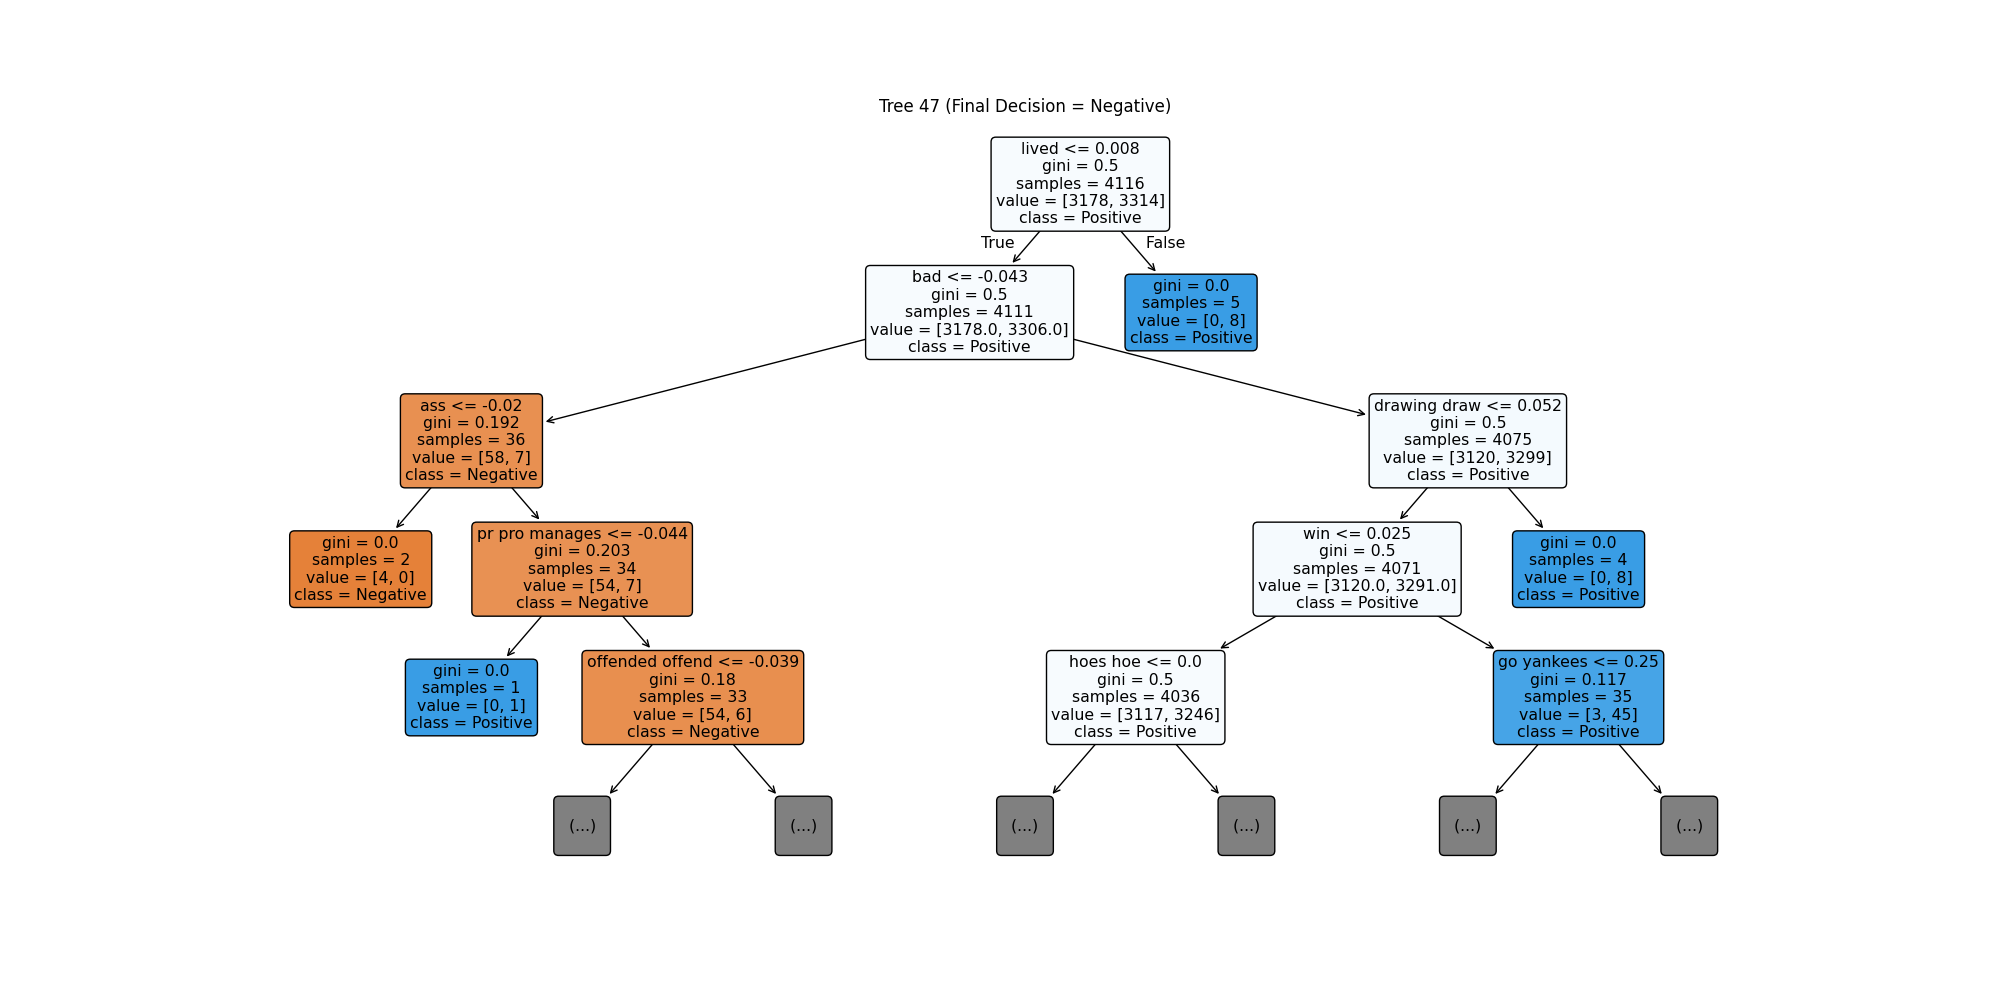 Tree 47 (Final Decision = Negative)
lived <= 0.008
gini = 0.5
samples = 4116
value = [3178, 3314]
class = Positive
True
False
bad <= -0.043
gini = 0.5
samples = 4111
value = [3178.0, 3306.0]
class = Positive
gini = 0.0
samples = 5
value = [0, 8]
class = Positive
ass <= -0.02
gini = 0.192
samples = 36
value = [58, 7]
class = Negative
drawing draw <= 0.052
gini = 0.5
samples = 4075
value = [3120, 3299]
class = Positive
gini = 0.0
samples = 2
value = [4, 0]
class = Negative
pr pro manages <= -0.044
gini = 0.203
samples = 34
value = [54, 7]
class = Negative
win <= 0.025
gini = 0.5
samples = 4071
value = [3120.0, 3291.0]
class = Positive
gini = 0.0
samples = 4
value = [0, 8]
class = Positive
gini = 0.0
samples = 1
value = [0, 1]
class = Positive
offended offend <= -0.039
gini = 0.18
samples = 33
value = [54, 6]
class = Negative
hoes hoe <= 0.0
gini = 0.5
samples = 4036
value = [3117, 3246]
class = Positive
go yankees <= 0.25
gini = 0.117
samples = 35
value = [3, 45]
class = Positive
(...)
(...)
(...)
(...)
(...)
(...)